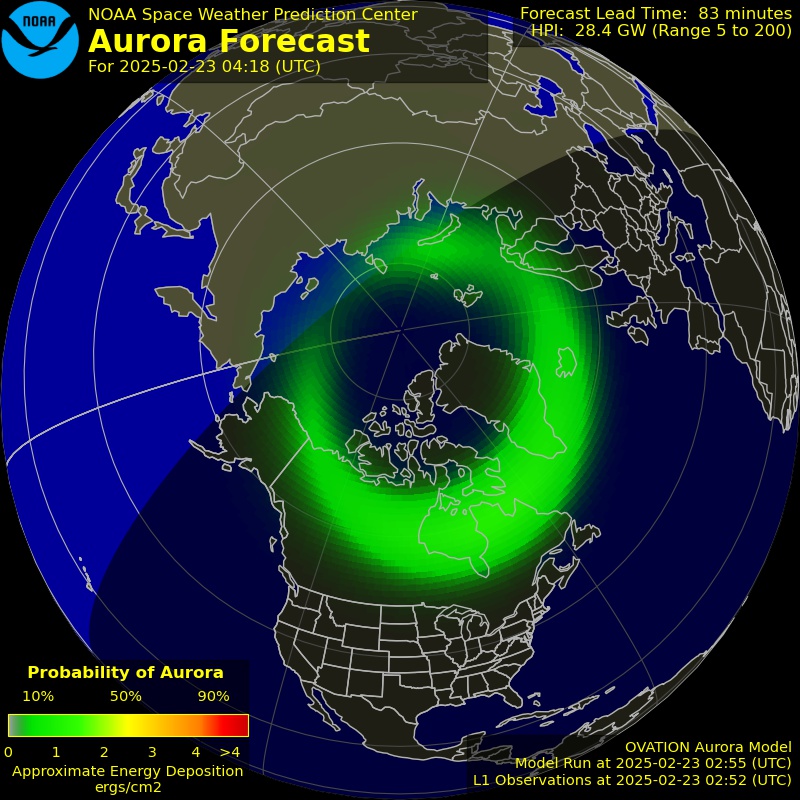 NOAA
NOAA Space Weather Prediction Center
Aurora Forecast
For 2025-02-23 04:18 (UTC)
Forecast Lead Time: 83 minutes
HPI: 28.4 GW (Range 5 to 200)
Probability of Aurora
10% 50% 90%
0 1 2 3 4 >4
Approximate Energy Deposition
ergs/cm2
OVATION Aurora Model
Model Run at 2025-02-23 02:55 (UTC)
L1 Observations at 2025-02-23 02:52 (UTC)